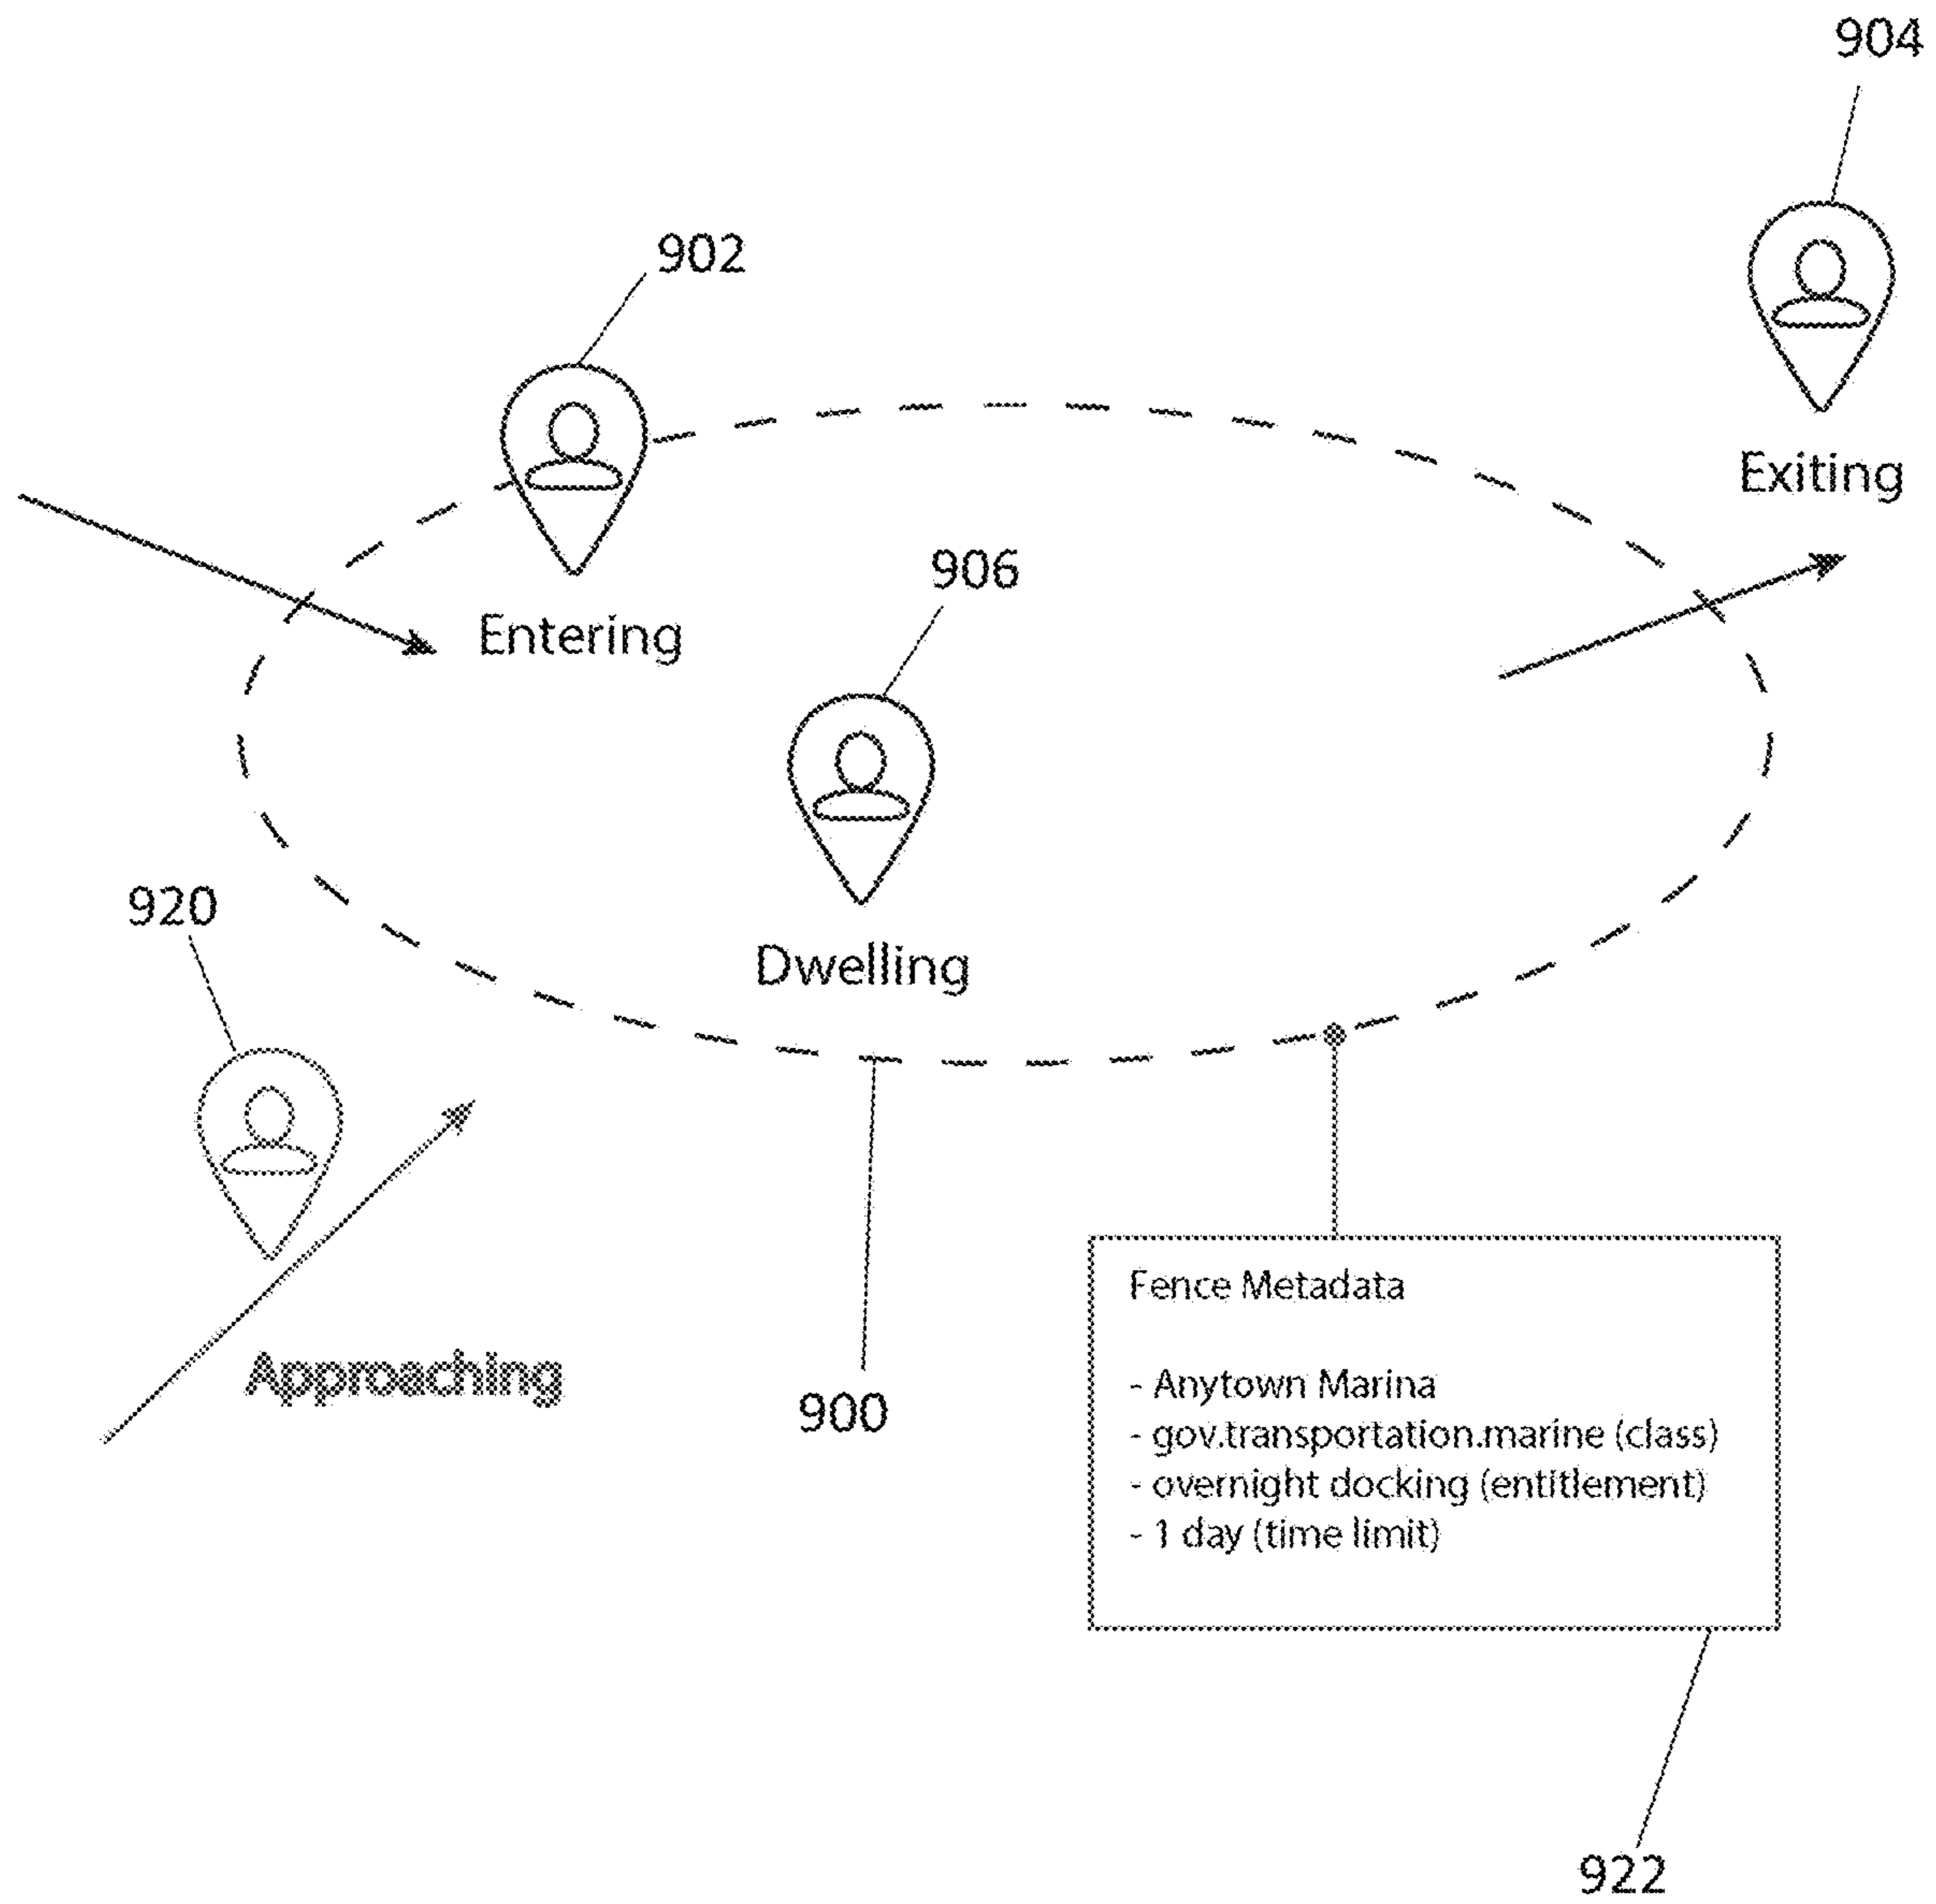 904
902
Exiting
906
Entering
920
Dwelling
Fence Metadata
Approaching
- Anytown Marina
900
- gov.transportation.marine (class)
- overnight docking (entitlement)
- 1 day (time limit)
922